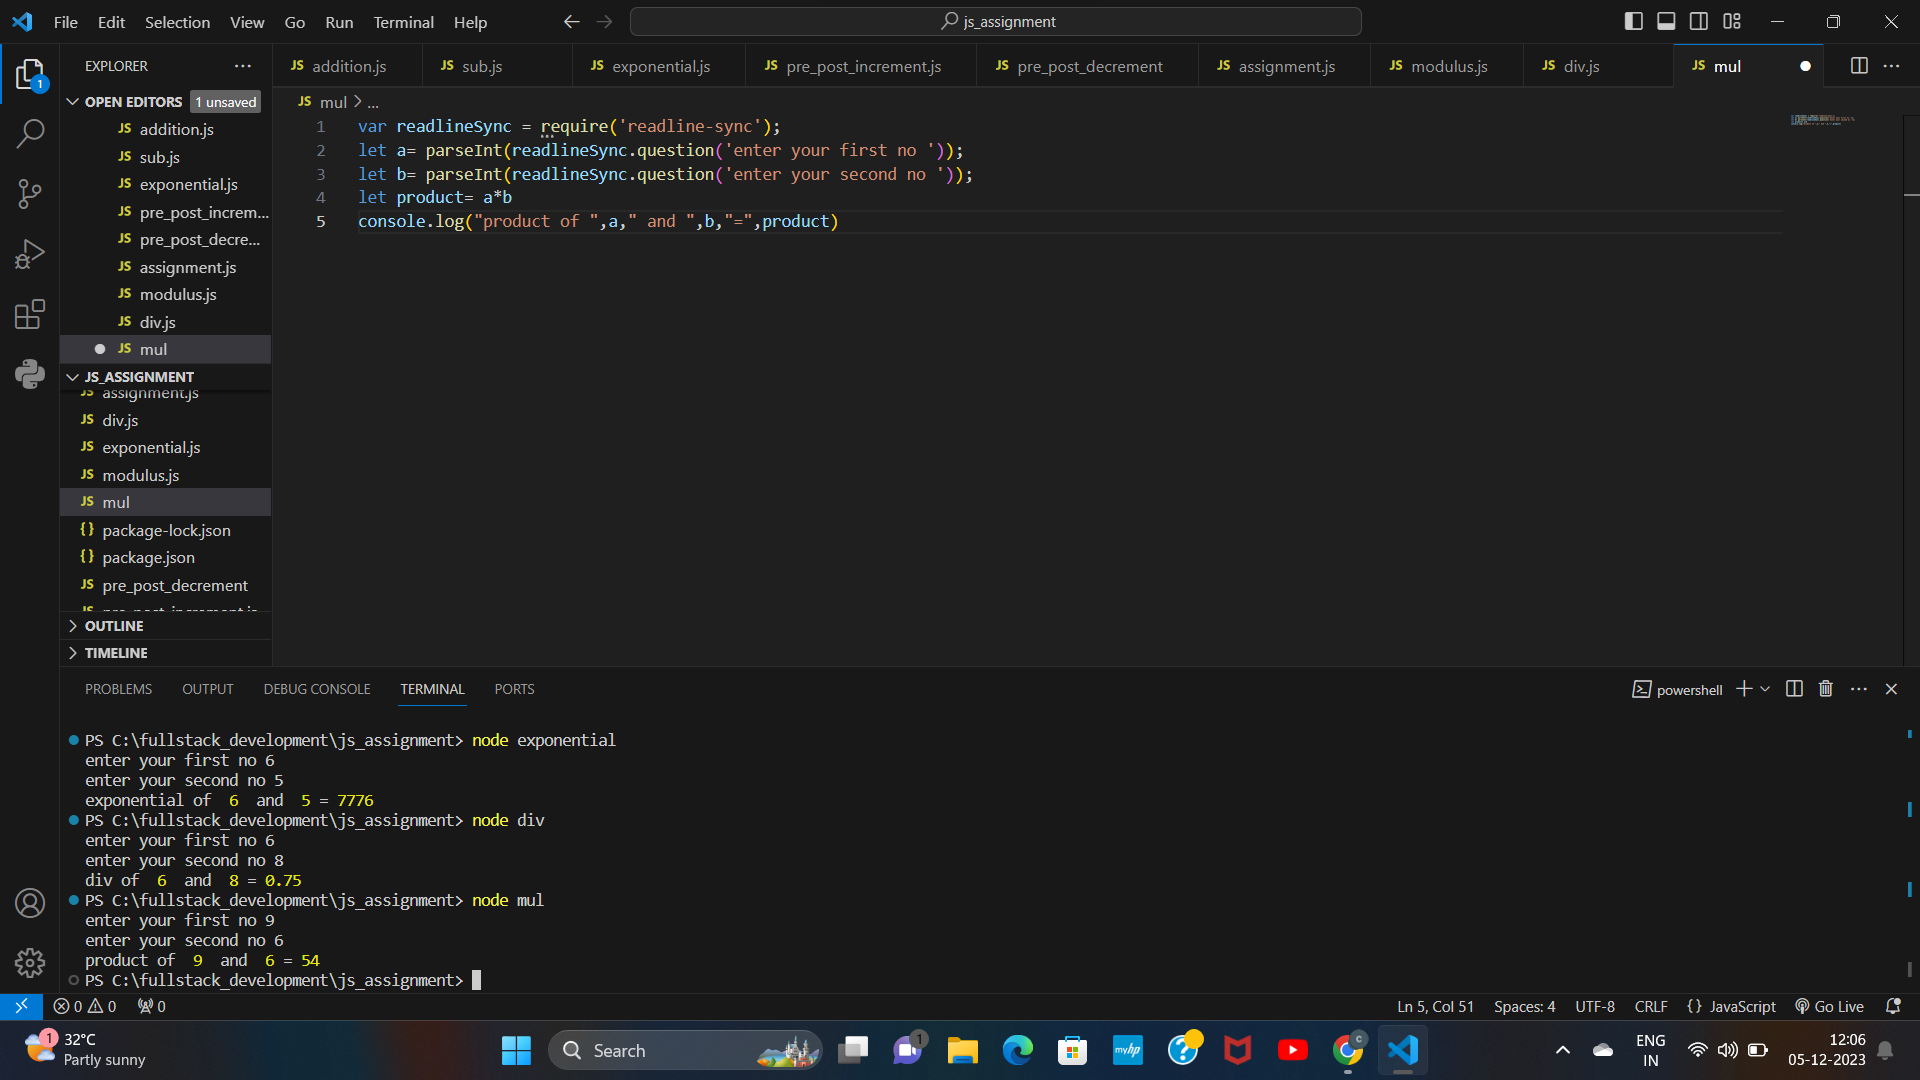 File Edit Selection View Go Run Terminal Help
js_assignment
EXPLORER
addition.js sub.js exponential.js pre_post_increment.js pre_post_decrement assignment.js modulus.js div.js mul
OPEN EDITORS 1 unsaved
JS addition.js
JS sub.js
JS exponential.js
JS pre_post_increm...
JS pre_post_decre...
JS assignment.js
JS modulus.js
JS div.js
JS mul
JS_ASSIGNMENT
JS assignment.js
JS div.js
JS exponential.js
JS modulus.js
JS mul
{} package-lock.json
{} package.json
JS pre_post_decrement
JS pre_post_increment.js
OUTLINE
TIMELINE
JS mul > ...
1 var readlineSync = require('readline-sync');
2 let a= parseInt(readlineSync.question('enter your first no '));
3 let b= parseInt(readlineSync.question('enter your second no '));
4 let product= a*b
5 console.log("product of ",a," and ",b,"=",product)
PROBLEMS OUTPUT DEBUG CONSOLE TERMINAL PORTS
powershell
PS C:\fullstack_development\js_assignment> node exponential
enter your first no 6
enter your second no 5
exponential of  6  and  5 = 7776
PS C:\fullstack_development\js_assignment> node div
enter your first no 6
enter your second no 8
div of  6  and  8 = 0.75
PS C:\fullstack_development\js_assignment> node mul
enter your first no 9
enter your second no 6
product of  9  and  6 = 54
PS C:\fullstack_development\js_assignment>
0 0 0
Ln 5, Col 51 Spaces: 4 UTF-8 CRLF {} JavaScript Go Live
1 32°C
Partly sunny
Search
1
myhp
ENG
IN
12:06
05-12-2023